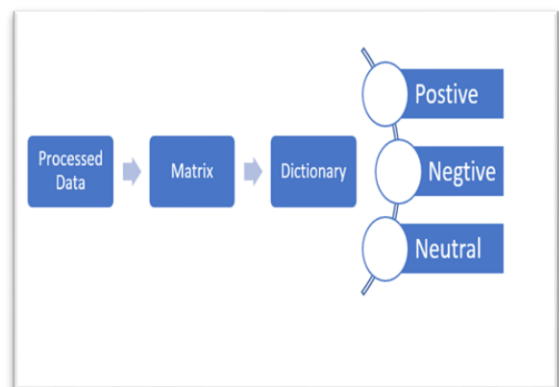 Processed
Data
Matrix
Dictionary
Postive
Negtive
Neutral